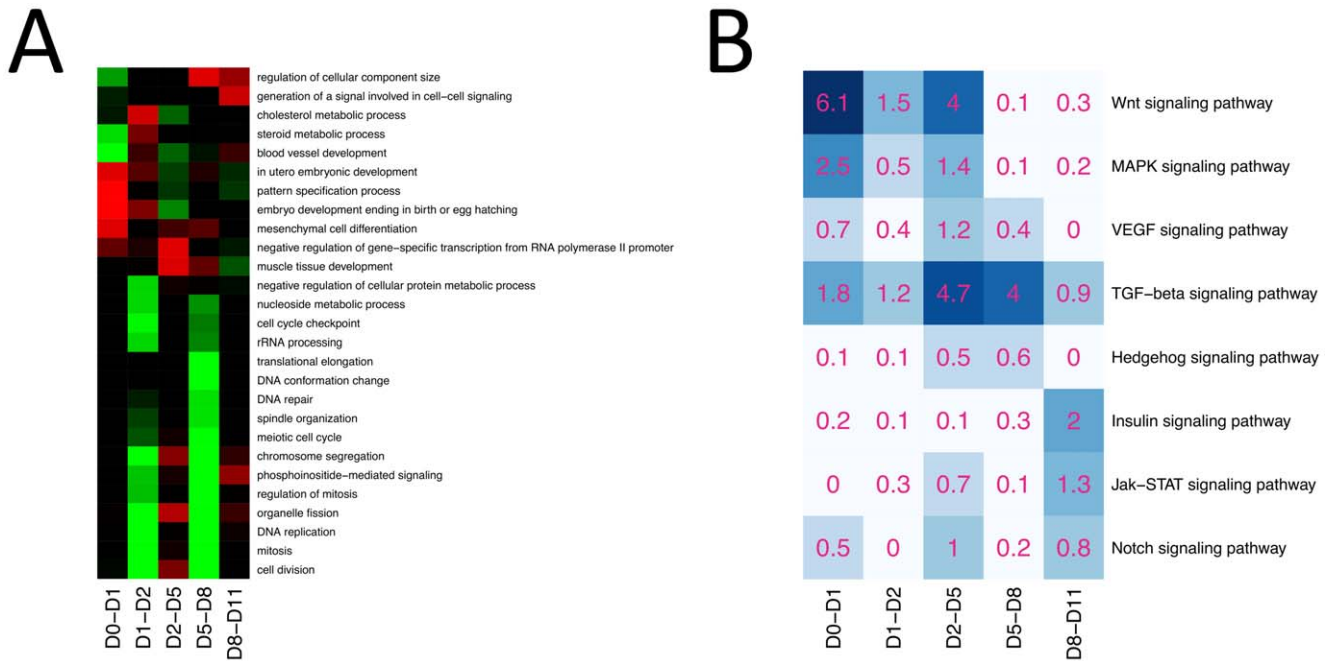 A
regulation of cellular component size
generation of a signal involved in cell−cell signaling
cholesterol metabolic process
steroid metabolic process
blood vessel development
in utero embryonic development
pattern specification process
embryo development ending in birth or egg hatching
mesenchymal cell differentiation
negative regulation of gene−specific transcription from RNA polymerase II promoter
muscle tissue development
negative regulation of cellular protein metabolic process
nucleoside metabolic process
cell cycle checkpoint
rRNA processing
translational elongation
DNA conformation change
DNA repair
spindle organization
meiotic cell cycle
chromosome segregation
phosphoinositide−mediated signaling
regulation of mitosis
organelle fission
DNA replication
mitosis
cell division
D0−D1 D1−D2 D2−D5 D5−D8 D8−D11
B
6.1 1.5 4 0.1 0.3 Wnt signaling pathway
2.5 0.5 1.4 0.1 0.2 MAPK signaling pathway
0.7 0.4 1.2 0.4 0 VEGF signaling pathway
1.8 1.2 4.7 4 0.9 TGF−beta signaling pathway
0.1 0.1 0.5 0.6 0 Hedgehog signaling pathway
0.2 0.1 0.1 0.3 2 Insulin signaling pathway
0 0.3 0.7 0.1 1.3 Jak−STAT signaling pathway
0.5 0 1 0.2 0.8 Notch signaling pathway
D0−D1 D1−D2 D2−D5 D5−D8 D8−D11